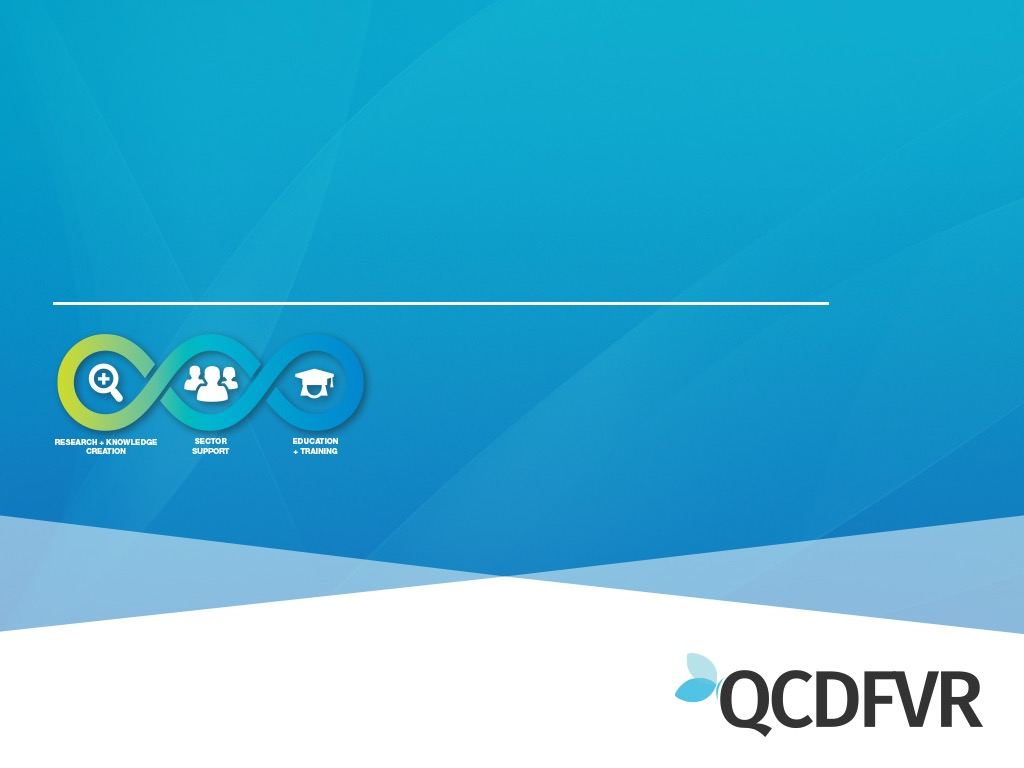 RESEARCH + KNOWLEDGE
CREATION
SECTOR
SUPPORT
EDUCATION
+ TRAINING
QCDFVR